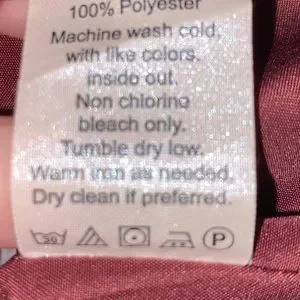 100% Polyester
Machine wash cold,
with like colors,
inside out.
Non chlorine
bleach only.
Tumble dry low.
Warm iron as needed.
Dry clean if preferred.
30 P